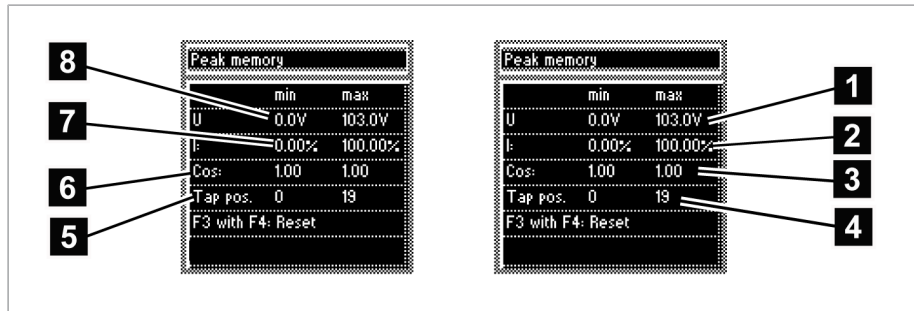 8
7
6
5
Peak memory
min max
U 0.0V 103.0V
I: 0.00% 100.00%
Cos: 1.00 1.00
Tap pos. 0 19
F3 with F4: Reset
Peak memory
min max
U 0.0V 103.0V
I: 0.00% 100.00%
Cos: 1.00 1.00
Tap pos. 0 19
F3 with F4: Reset
1
2
3
4